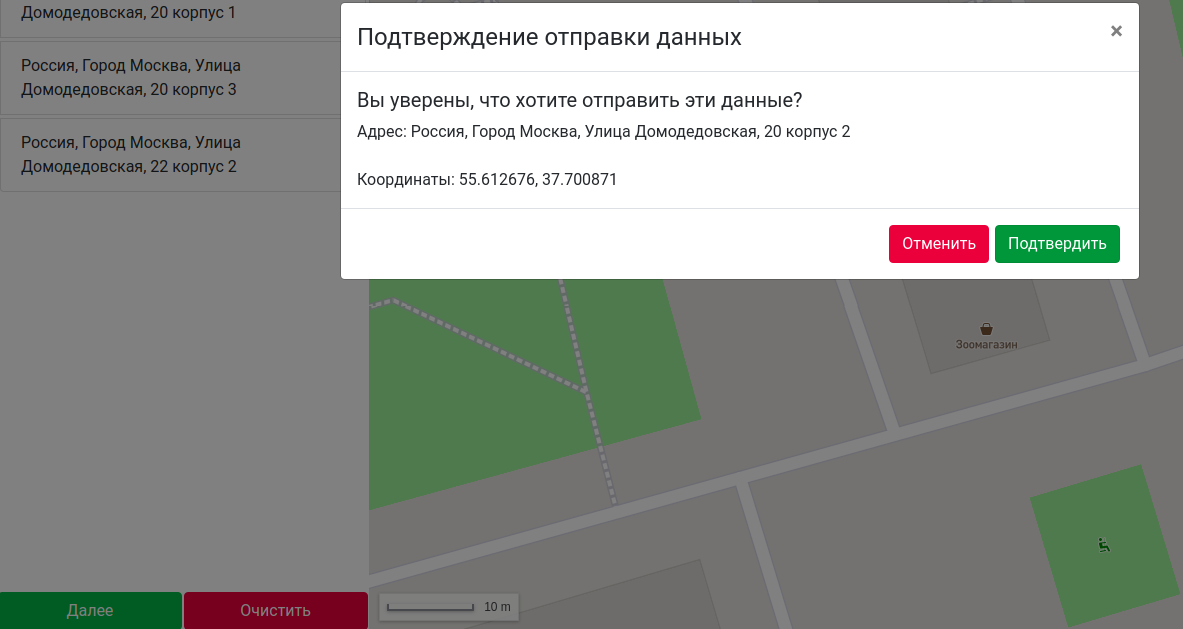 Домодедовская, 20 корпус 1
Россия, Город Москва, Улица
Домодедовская, 20 корпус 3
Россия, Город Москва, Улица
Домодедовская, 22 корпус 2
Подтверждение отправки данных
×
Вы уверены, что хотите отправить эти данные?
Адрес: Россия, Город Москва, Улица Домодедовская, 20 корпус 2
Координаты: 55.612676, 37.700871
Отменить
Подтвердить
Зоомагазин
Далее
Очистить
10 m